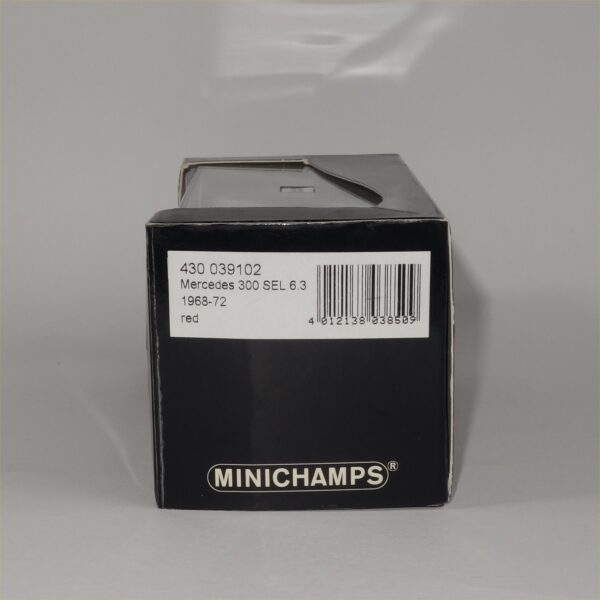 430 039102
Mercedes 300 SEL 6.3
1968-72
red
4 012138 038509
MINICHAMPS®